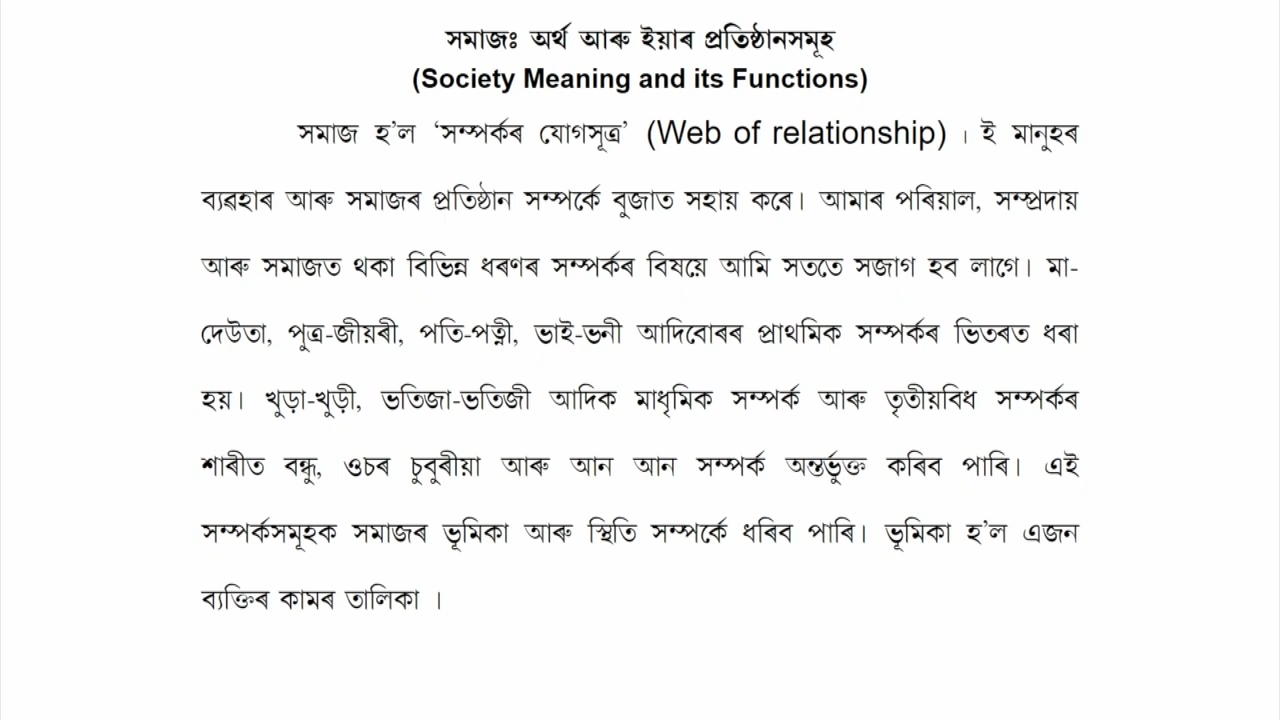 সমাজঃ অৰ্থ আৰু ইয়াৰ প্ৰতিষ্ঠানসমূহ
(Society Meaning and its Functions)
সমাজ হ’ল ‘সম্পৰ্কৰ যোগসূত্ৰ’ (Web of relationship) । ই মানুহৰ
ব্যৱহাৰ আৰু সমাজৰ প্ৰতিষ্ঠান সম্পৰ্কে বুজাত সহায় কৰে। আমাৰ পৰিয়াল, সম্প্ৰদায়
আৰু সমাজত থকা বিভিন্ন ধৰণৰ সম্পৰ্কৰ বিষয়ে আমি সততে সজাগ হব লাগে। মা-
দেউতা, পুত্ৰ-জীয়ৰী, পতি-পত্নী, ভাই-ভনী আদিবোৰৰ প্ৰাথমিক সম্পৰ্কৰ ভিতৰত ধৰা
হয়। খুড়া-খুড়ী, ভতিজা-ভতিজী আদিক মাধৃমিক সম্পৰ্ক আৰু তৃতীয়বিধ সম্পৰ্কৰ
শাৰীত বন্ধু, ওচৰ চুবুৰীয়া আৰু আন আন সম্পৰ্ক অন্তৰ্ভুক্ত কৰিব পাৰি। এই
সম্পৰ্কসমূহক সমাজৰ ভূমিকা আৰু স্থিতি সম্পৰ্কে ধৰিব পাৰি। ভূমিকা হ’ল এজন
ব্যক্তিৰ কামৰ তালিকা ।